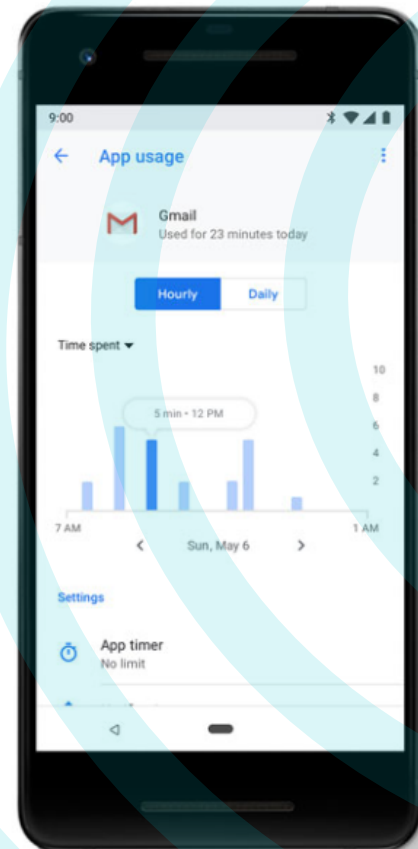 9:00
App usage
Gmail
Used for 23 minutes today
Hourly Daily
Time spent
10
8
5 min • 12 PM
6
4
2
7 AM 1 AM
Sun, May 6
Settings
App timer
No limit